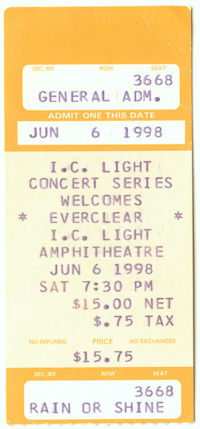 SEC./BX ROW SEAT
3668
GENERAL ADM.
ADMIT ONE THIS DATE
JUN 6 1998
I.C. LIGHT
CONCERT SERIES
WELCOMES
* EVERCLEAR *
I.C. LIGHT
AMPHITHEATRE
JUN 6 1998
SAT 7:30 PM
$15.00 NET
$.75 TAX
NO REFUNDS PRICE NO EXCHANGES
$15.75
SEC./BX ROW SEAT
3668
RAIN OR SHINE